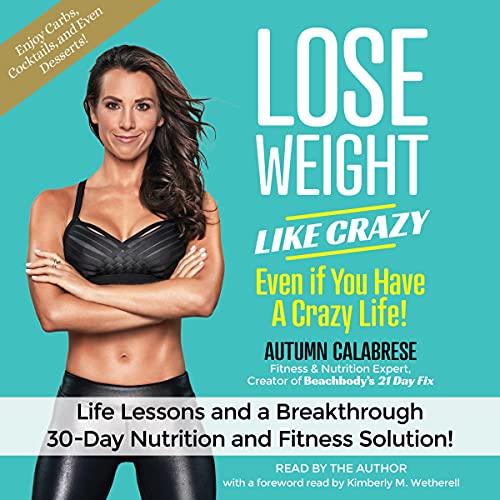 Enjoy Carbs,
Cocktails, and Even
Desserts!
LOSE
WEIGHT
LIKE CRAZY
Even if You Have
A Crazy Life!
AUTUMN CALABRESE
Fitness & Nutrition Expert,
Creator of Beachbody's 21 Day Fix
Life Lessons and a Breakthrough
30-Day Nutrition and Fitness Solution!
READ BY THE AUTHOR
with a foreword read by Kimberly M. Wetherell